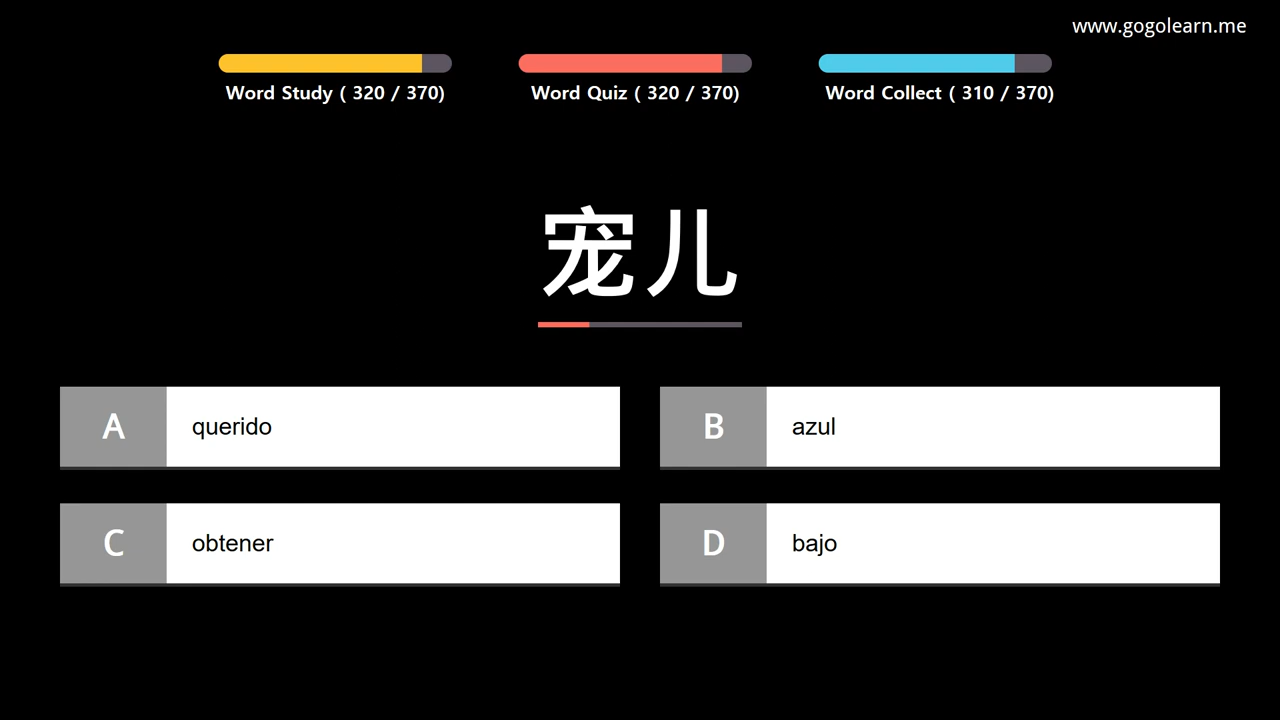 www.gogolearn.me
Word Study ( 320 / 370)
Word Quiz ( 320 / 370)
Word Collect ( 310 / 370)
宠儿
A querido
B azul
C obtener
D bajo